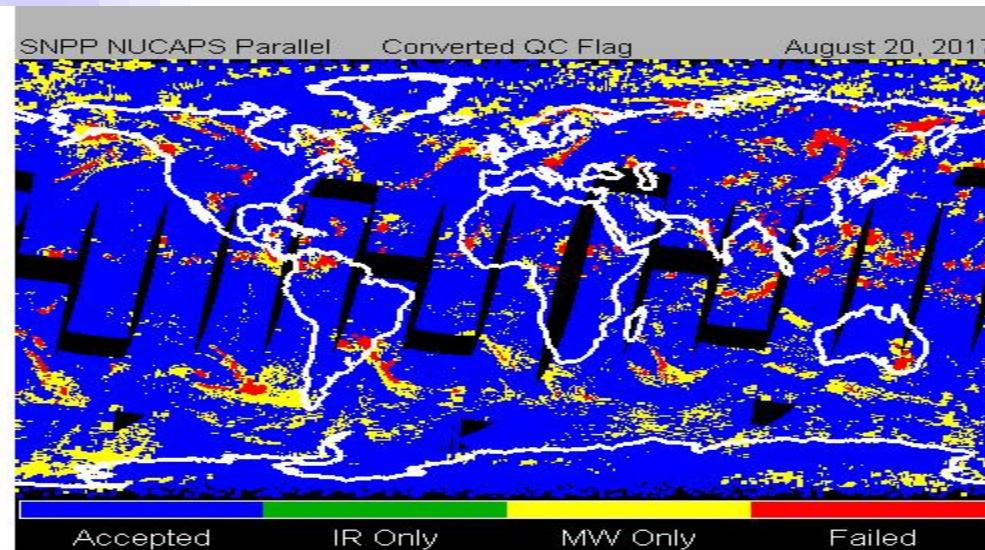 SNPP NUCAPS Parallel Converted QC Flag August 20, 2017
Accepted IR Only MW Only Failed